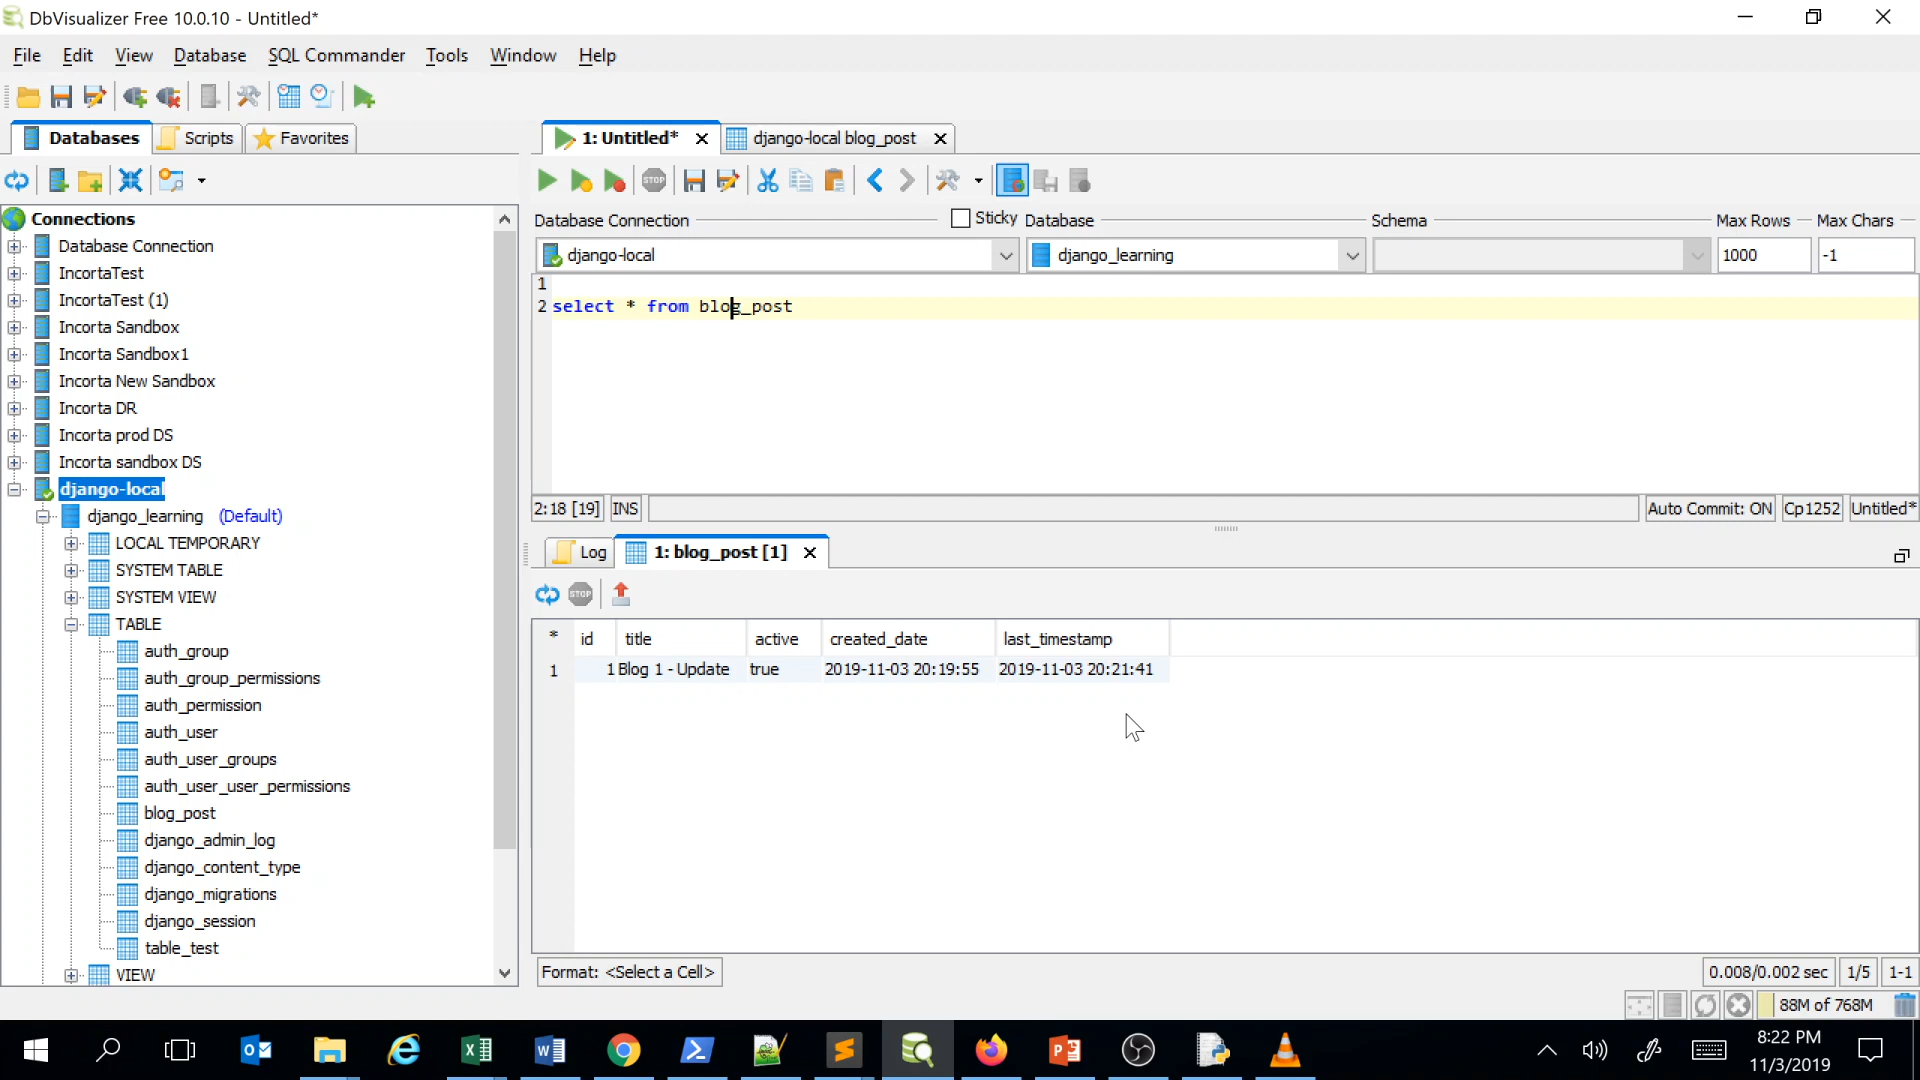 DbVisualizer Free 10.0.10 - Untitled*
File Edit View Database SQL Commander Tools Window Help
Databases Scripts Favorites
Connections
Database Connection
IncortaTest
IncortaTest (1)
Incorta Sandbox
Incorta Sandbox1
Incorta New Sandbox
Incorta DR
Incorta prod DS
Incorta sandbox DS
django-local
django_learning (Default)
LOCAL TEMPORARY
SYSTEM TABLE
SYSTEM VIEW
TABLE
auth_group
auth_group_permissions
auth_permission
auth_user
auth_user_groups
auth_user_user_permissions
blog_post
django_admin_log
django_content_type
django_migrations
django_session
table_test
VIEW
1: Untitled* django-local blog_post
STOP
Database Connection Sticky Database Schema Max Rows Max Chars
django-local django_learning 1000 -1
1
2 select * from blog_post
2:18 [19] INS Auto Commit: ON Cp1252 Untitled*
Log 1: blog_post [1]
STOP
* id title active created_date last_timestamp
1 1 Blog 1 - Update true 2019-11-03 20:19:55 2019-11-03 20:21:41
Format: <Select a Cell> 0.008/0.002 sec 1/5 1-1
88M of 768M
8:22 PM
11/3/2019